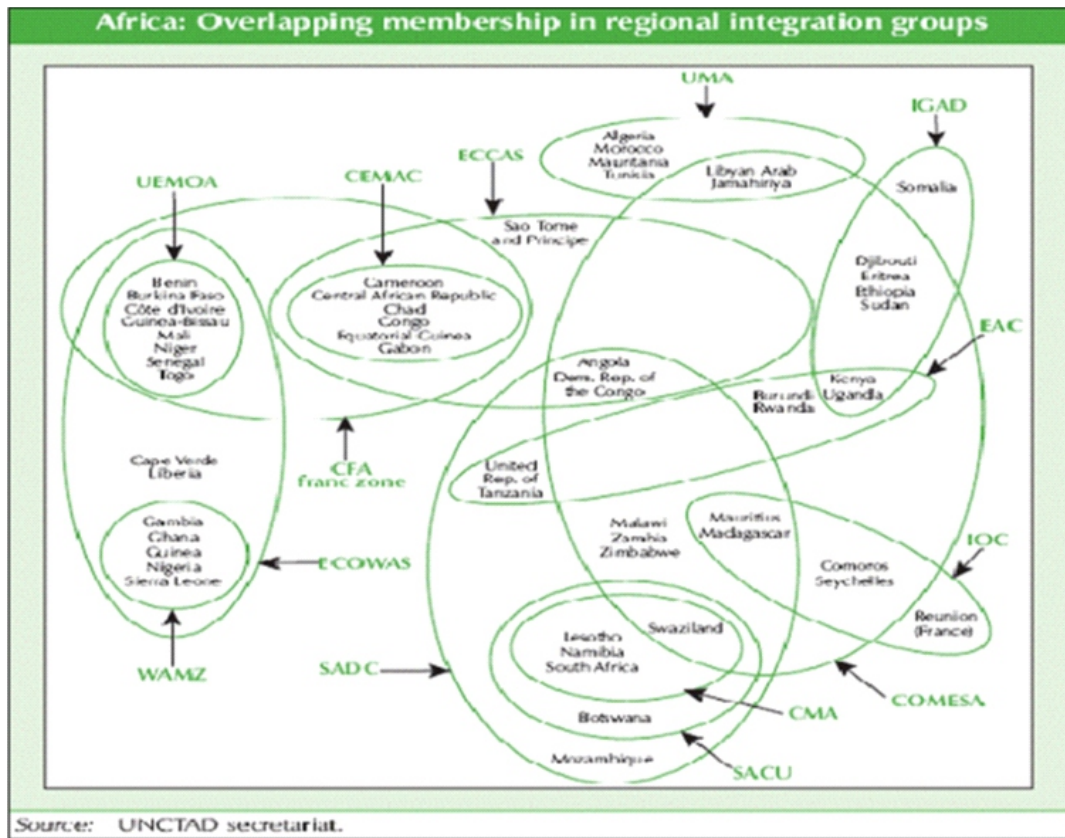 Africa: Overlapping membership in regional integration groups
UMA
IGAD
ECCAS
CEMAC
UEMOA
Algeria
Morocco
Mauritania
Tunisia
Libyan Arab
Jamahiriya
Somalia
Sao Tome
and Principe
Benin
Burkina Faso
Côte d'Ivoire
Guinea-Bissau
Mali
Niger
Senegal
Togo
Cameroon
Central African Republic
Chad
Congo
Equatorial Guinea
Gabon
Djibouti
Eritrea
Ethiopia
Sudan
EAC
Angola
Dem. Rep. of
the Congo
Burundi
Rwanda
Kenya
Uganda
Cape Verde
Liberia
CFA
franc zone
United
Rep. of
Tanzania
Gambia
Ghana
Guinea
Nigeria
Sierra Leone
ECOWAS
Malawi
Zambia
Zimbabwe
Mauritius
Madagascar
IOC
Comoros
Seychelles
Reunion
(France)
WAMZ
SADC
Lesotho
Namibia
South Africa
Swaziland
COMESA
CMA
Botswana
Mozambique
SACU
Source: UNCTAD secretariat.